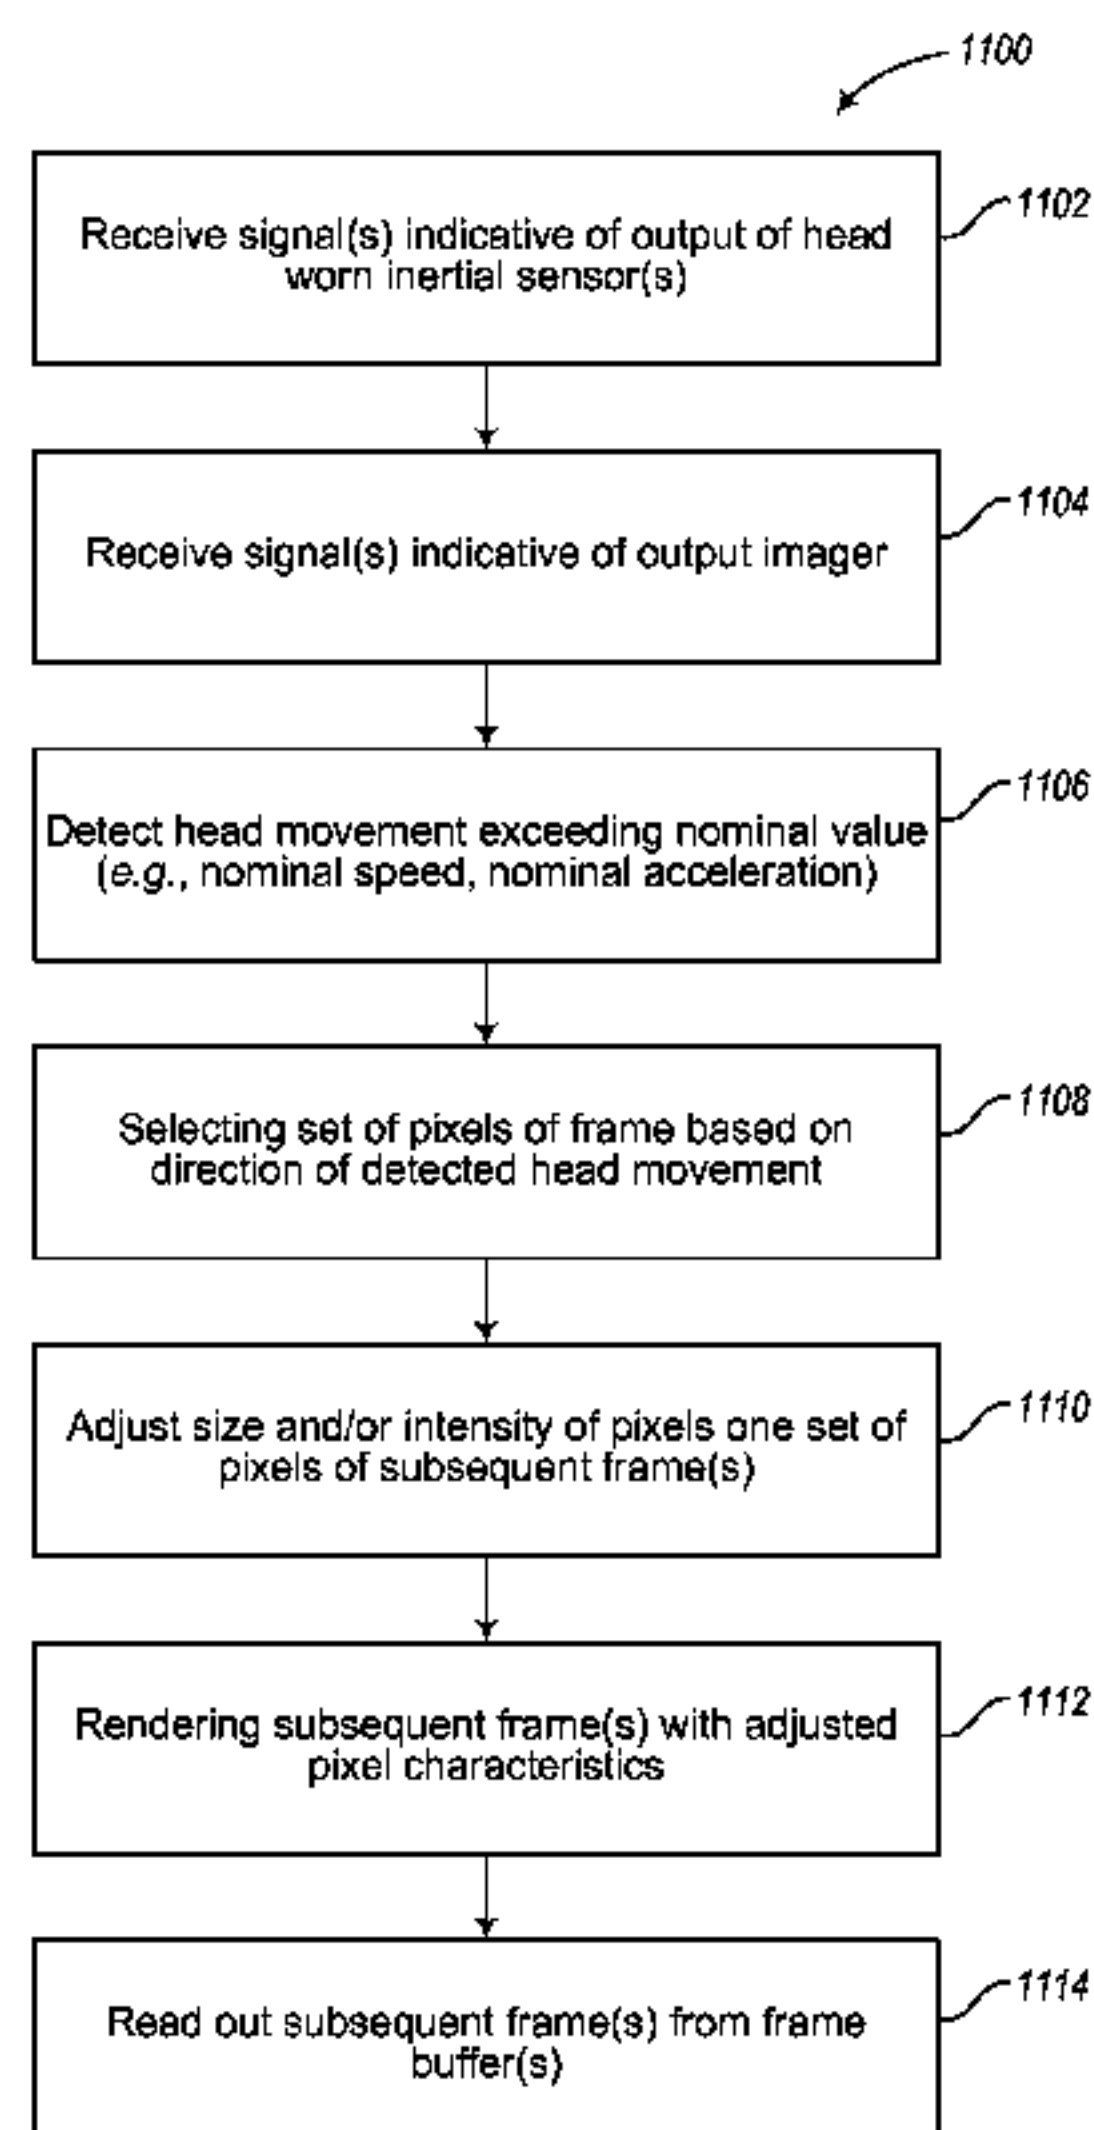 1100
Receive signal(s) indicative of output of head
worn inertial sensor(s)
1102
Receive signal(s) indicative of output imager
1104
Detect head movement exceeding nominal value
(e.g., nominal speed, nominal acceleration)
1106
Selecting set of pixels of frame based on
direction of detected head movement
1108
Adjust size and/or intensity of pixels one set of
pixels of subsequent frame(s)
1110
Rendering subsequent frame(s) with adjusted
pixel characteristics
1112
Read out subsequent frame(s) from frame
buffer(s)
1114